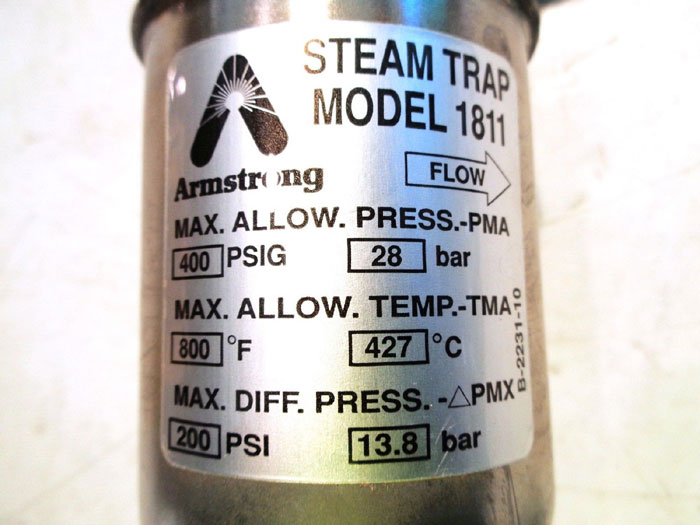 STEAM TRAP
MODEL 1811
Armstrong
FLOW
MAX. ALLOW. PRESS.-PMA
400 PSIG 28 bar
MAX. ALLOW. TEMP.-TMA
800 °F 427 °C
MAX. DIFF. PRESS. -△PMX
200 PSI 13.8 bar
B-2231-10